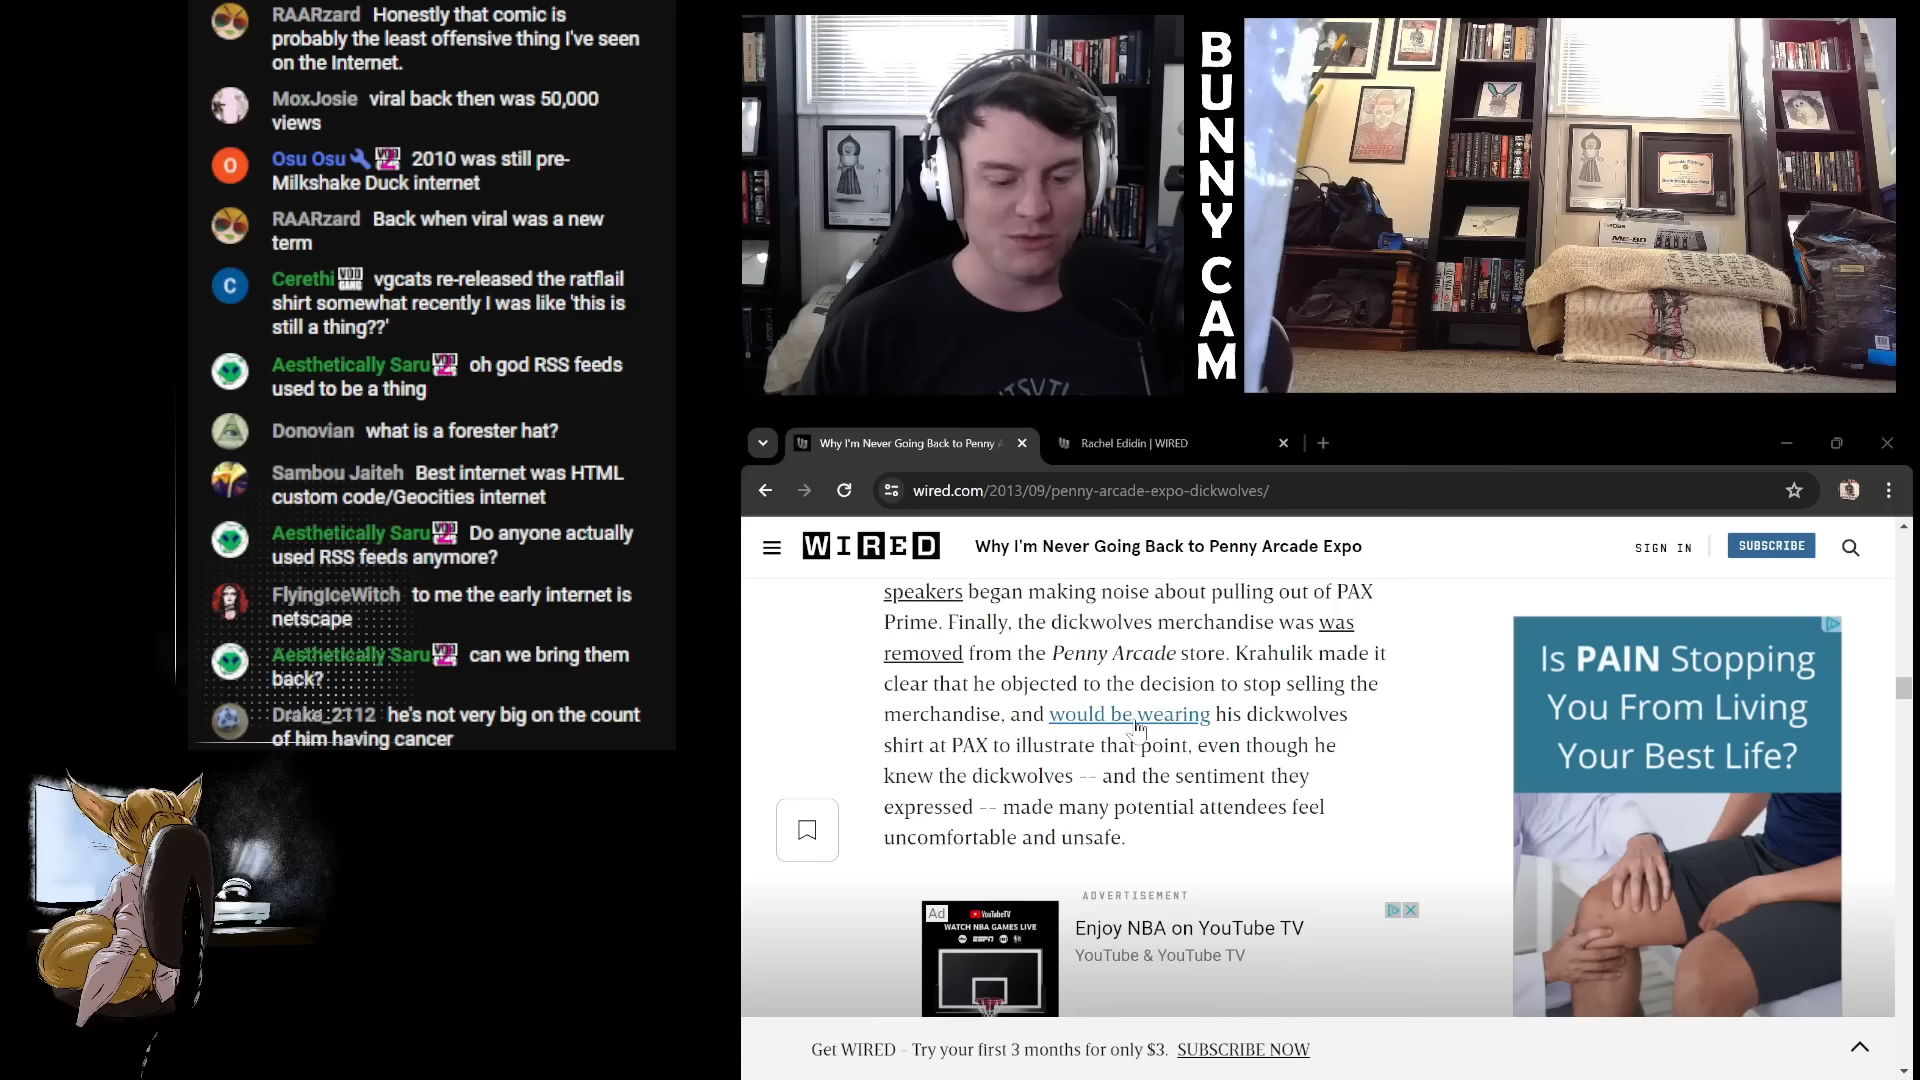 RAARzard Honestly that comic is
probably the least offensive thing I've seen
on the Internet.
MoxJosie viral back then was 50,000
views
Osu Osu 2010 was still pre-
Milkshake Duck internet
RAARzard Back when viral was a new
term
Cerethi vgcats re-released the ratflail
shirt somewhat recently I was like 'this is
still a thing??'
Aesthetically Saru oh god RSS feeds
used to be a thing
Donovian what is a forester hat?
Sambou Jaiteh Best internet was HTML
custom code/Geocities internet
Aesthetically Saru Do anyone actually
used RSS feeds anymore?
FlyingIceWitch to me the early internet is
netscape
Aesthetically Saru can we bring them
back?
Drake_2112 he's not very big on the count
of him having cancer
BUNNY CAM
ME-80
Why I'm Never Going Back to Penny A
Rachel Edidin | WIRED
wired.com/2013/09/penny-arcade-expo-dickwolves/
WIRED
Why I'm Never Going Back to Penny Arcade Expo
SIGN IN
SUBSCRIBE
speakers began making noise about pulling out of PAX
Prime. Finally, the dickwolves merchandise was was
removed from the Penny Arcade store. Krahulik made it
clear that he objected to the decision to stop selling the
merchandise, and would be wearing his dickwolves
shirt at PAX to illustrate that point, even though he
knew the dickwolves -- and the sentiment they
expressed -- made many potential attendees feel
uncomfortable and unsafe.
Is PAIN Stopping
You From Living
Your Best Life?
ADVERTISEMENT
Ad
YouTubeTV
WATCH NBA GAMES LIVE
ESPN
Enjoy NBA on YouTube TV
YouTube & YouTube TV
Get WIRED - Try your first 3 months for only $3. SUBSCRIBE NOW